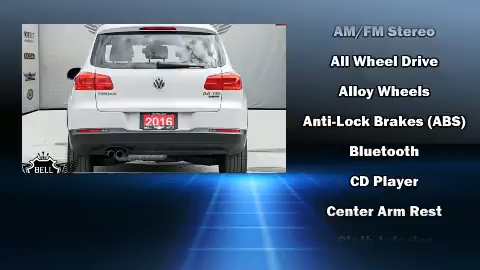 AM/FM Stereo
All Wheel Drive
Alloy Wheels
Anti-Lock Brakes (ABS)
Bluetooth
CD Player
Center Arm Rest
2016
BELL